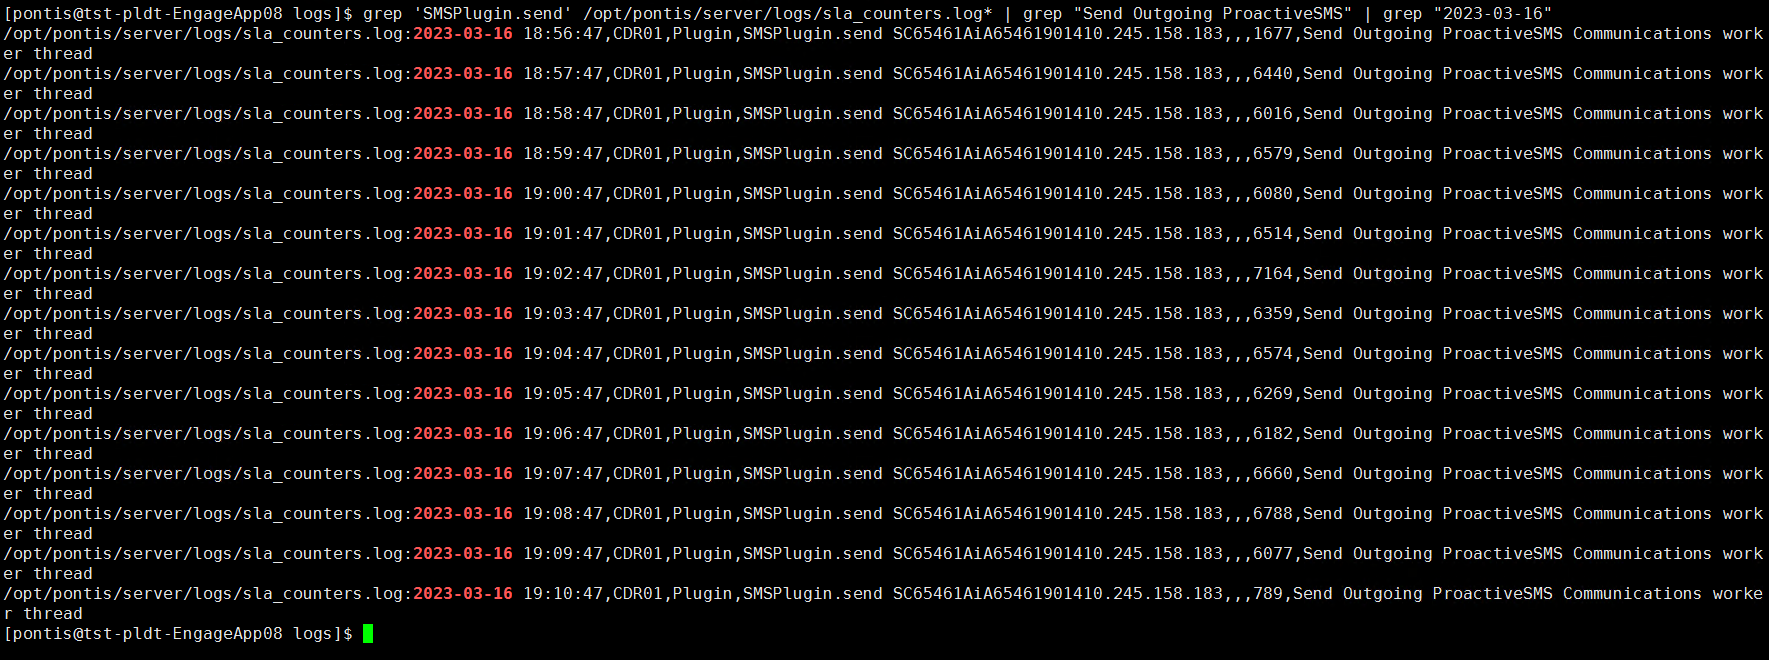 [pontis@tst-pldt-EngageApp08 logs]$ grep 'SMSPlugin.send' /opt/pontis/server/logs/sla_counters.log* | grep "Send Outgoing ProactiveSMS" | grep "2023-03-16"
/opt/pontis/server/logs/sla_counters.log:2023-03-16 18:56:47,CDR01,Plugin,SMSPlugin.send SC65461AiA65461901410.245.158.183,,,1677,Send Outgoing ProactiveSMS Communications work
er thread
/opt/pontis/server/logs/sla_counters.log:2023-03-16 18:57:47,CDR01,Plugin,SMSPlugin.send SC65461AiA65461901410.245.158.183,,,6440,Send Outgoing ProactiveSMS Communications work
er thread
/opt/pontis/server/logs/sla_counters.log:2023-03-16 18:58:47,CDR01,Plugin,SMSPlugin.send SC65461AiA65461901410.245.158.183,,,6016,Send Outgoing ProactiveSMS Communications work
er thread
/opt/pontis/server/logs/sla_counters.log:2023-03-16 18:59:47,CDR01,Plugin,SMSPlugin.send SC65461AiA65461901410.245.158.183,,,6579,Send Outgoing ProactiveSMS Communications work
er thread
/opt/pontis/server/logs/sla_counters.log:2023-03-16 19:00:47,CDR01,Plugin,SMSPlugin.send SC65461AiA65461901410.245.158.183,,,6080,Send Outgoing ProactiveSMS Communications work
er thread
/opt/pontis/server/logs/sla_counters.log:2023-03-16 19:01:47,CDR01,Plugin,SMSPlugin.send SC65461AiA65461901410.245.158.183,,,6514,Send Outgoing ProactiveSMS Communications work
er thread
/opt/pontis/server/logs/sla_counters.log:2023-03-16 19:02:47,CDR01,Plugin,SMSPlugin.send SC65461AiA65461901410.245.158.183,,,7164,Send Outgoing ProactiveSMS Communications work
er thread
/opt/pontis/server/logs/sla_counters.log:2023-03-16 19:03:47,CDR01,Plugin,SMSPlugin.send SC65461AiA65461901410.245.158.183,,,6359,Send Outgoing ProactiveSMS Communications work
er thread
/opt/pontis/server/logs/sla_counters.log:2023-03-16 19:04:47,CDR01,Plugin,SMSPlugin.send SC65461AiA65461901410.245.158.183,,,6574,Send Outgoing ProactiveSMS Communications work
er thread
/opt/pontis/server/logs/sla_counters.log:2023-03-16 19:05:47,CDR01,Plugin,SMSPlugin.send SC65461AiA65461901410.245.158.183,,,6269,Send Outgoing ProactiveSMS Communications work
er thread
/opt/pontis/server/logs/sla_counters.log:2023-03-16 19:06:47,CDR01,Plugin,SMSPlugin.send SC65461AiA65461901410.245.158.183,,,6182,Send Outgoing ProactiveSMS Communications work
er thread
/opt/pontis/server/logs/sla_counters.log:2023-03-16 19:07:47,CDR01,Plugin,SMSPlugin.send SC65461AiA65461901410.245.158.183,,,6660,Send Outgoing ProactiveSMS Communications work
er thread
/opt/pontis/server/logs/sla_counters.log:2023-03-16 19:08:47,CDR01,Plugin,SMSPlugin.send SC65461AiA65461901410.245.158.183,,,6788,Send Outgoing ProactiveSMS Communications work
er thread
/opt/pontis/server/logs/sla_counters.log:2023-03-16 19:09:47,CDR01,Plugin,SMSPlugin.send SC65461AiA65461901410.245.158.183,,,6077,Send Outgoing ProactiveSMS Communications work
er thread
/opt/pontis/server/logs/sla_counters.log:2023-03-16 19:10:47,CDR01,Plugin,SMSPlugin.send SC65461AiA65461901410.245.158.183,,,789,Send Outgoing ProactiveSMS Communications worke
r thread
[pontis@tst-pldt-EngageApp08 logs]$